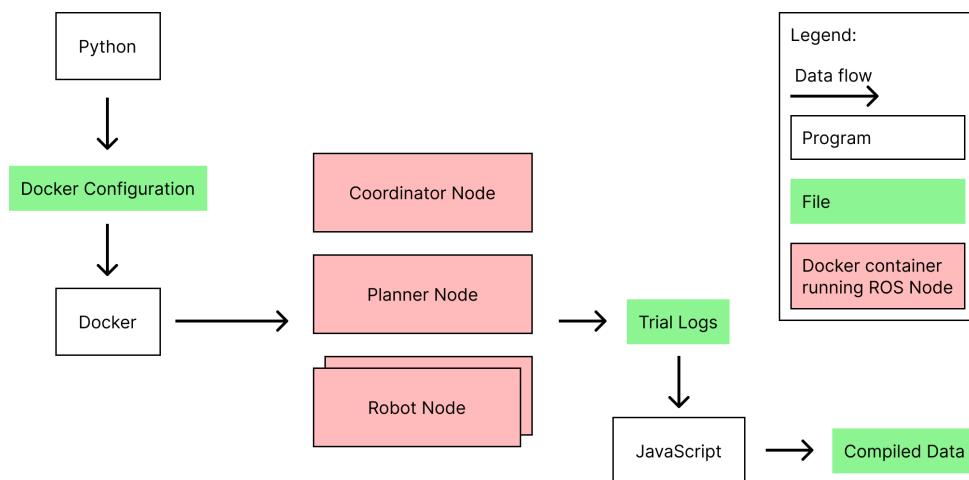 Python
Docker Configuration
Docker
Coordinator Node
Planner Node
Robot Node
Trial Logs
JavaScript
Compiled Data
Legend:
Data flow
Program
File
Docker container
running ROS Node